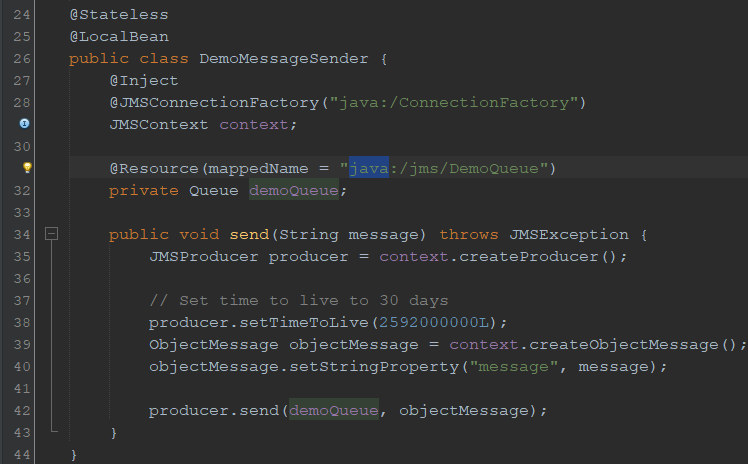 24 @Stateless
25 @LocalBean
26 public class DemoMessageSender {
27 @Inject
28 @JMSConnectionFactory("java:/ConnectionFactory")
JMSContext context;
30
@Resource(mappedName = "java:/jms/DemoQueue")
32 private Queue demoQueue;
33
34 public void send(String message) throws JMSException {
35 JMSProducer producer = context.createProducer();
36
37 // Set time to live to 30 days
38 producer.setTimeToLive(2592000000L);
39 ObjectMessage objectMessage = context.createObjectMessage();
40 objectMessage.setStringProperty("message", message);
41
42 producer.send(demoQueue, objectMessage);
43 }
44 }